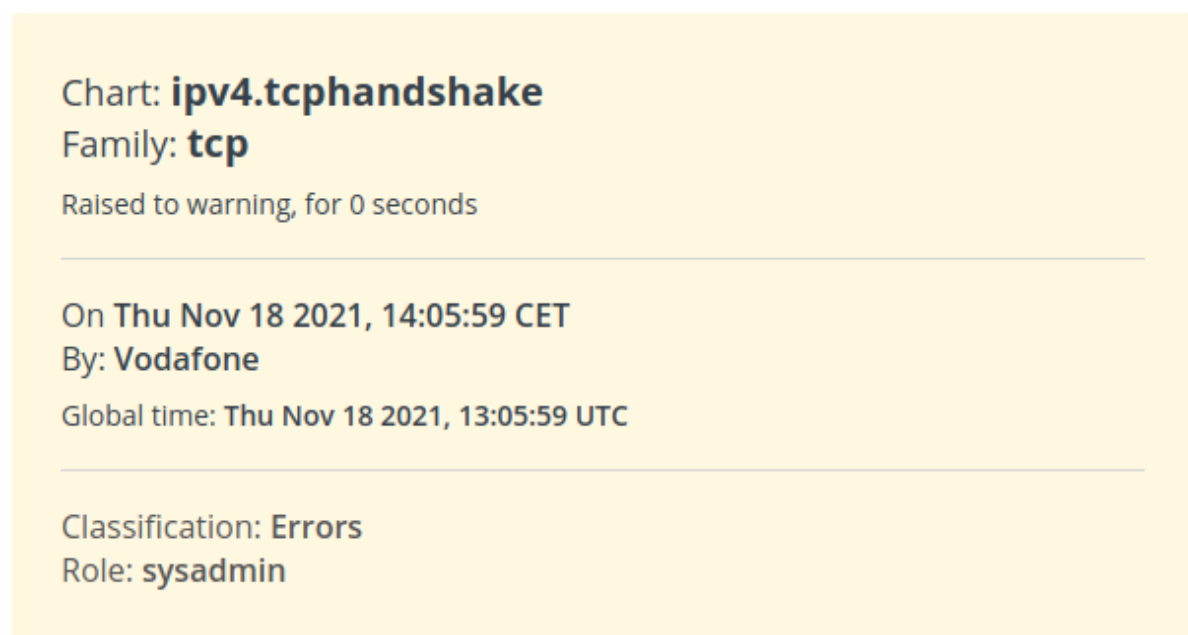 Chart: ipv4.tcphandshake
Family: tcp
Raised to warning, for 0 seconds
On Thu Nov 18 2021, 14:05:59 CET
By: Vodafone
Global time: Thu Nov 18 2021, 13:05:59 UTC
Classification: Errors
Role: sysadmin